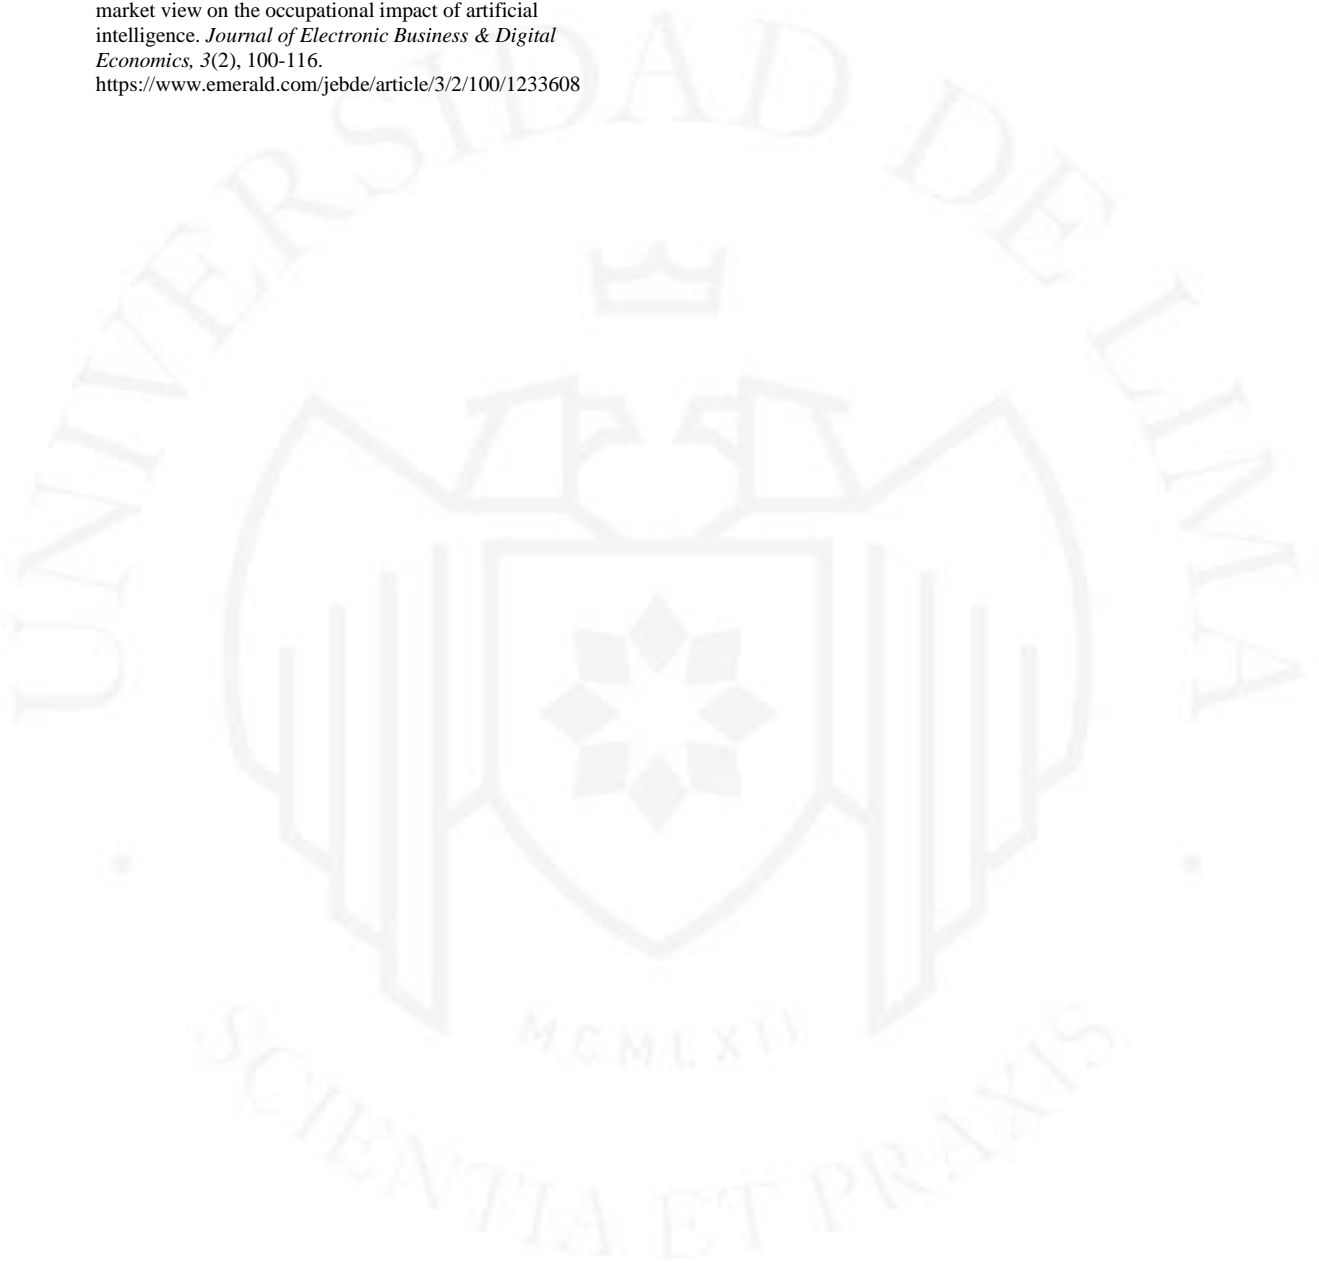 market view on the occupational impact of artificial
intelligence. Journal of Electronic Business & Digital
Economics, 3(2), 100-116.
https://www.emerald.com/jebde/article/3/2/100/1233608
UNIVERSIDAD DE LIMA
MCMLXII
SCIENTIA ET PRAXIS